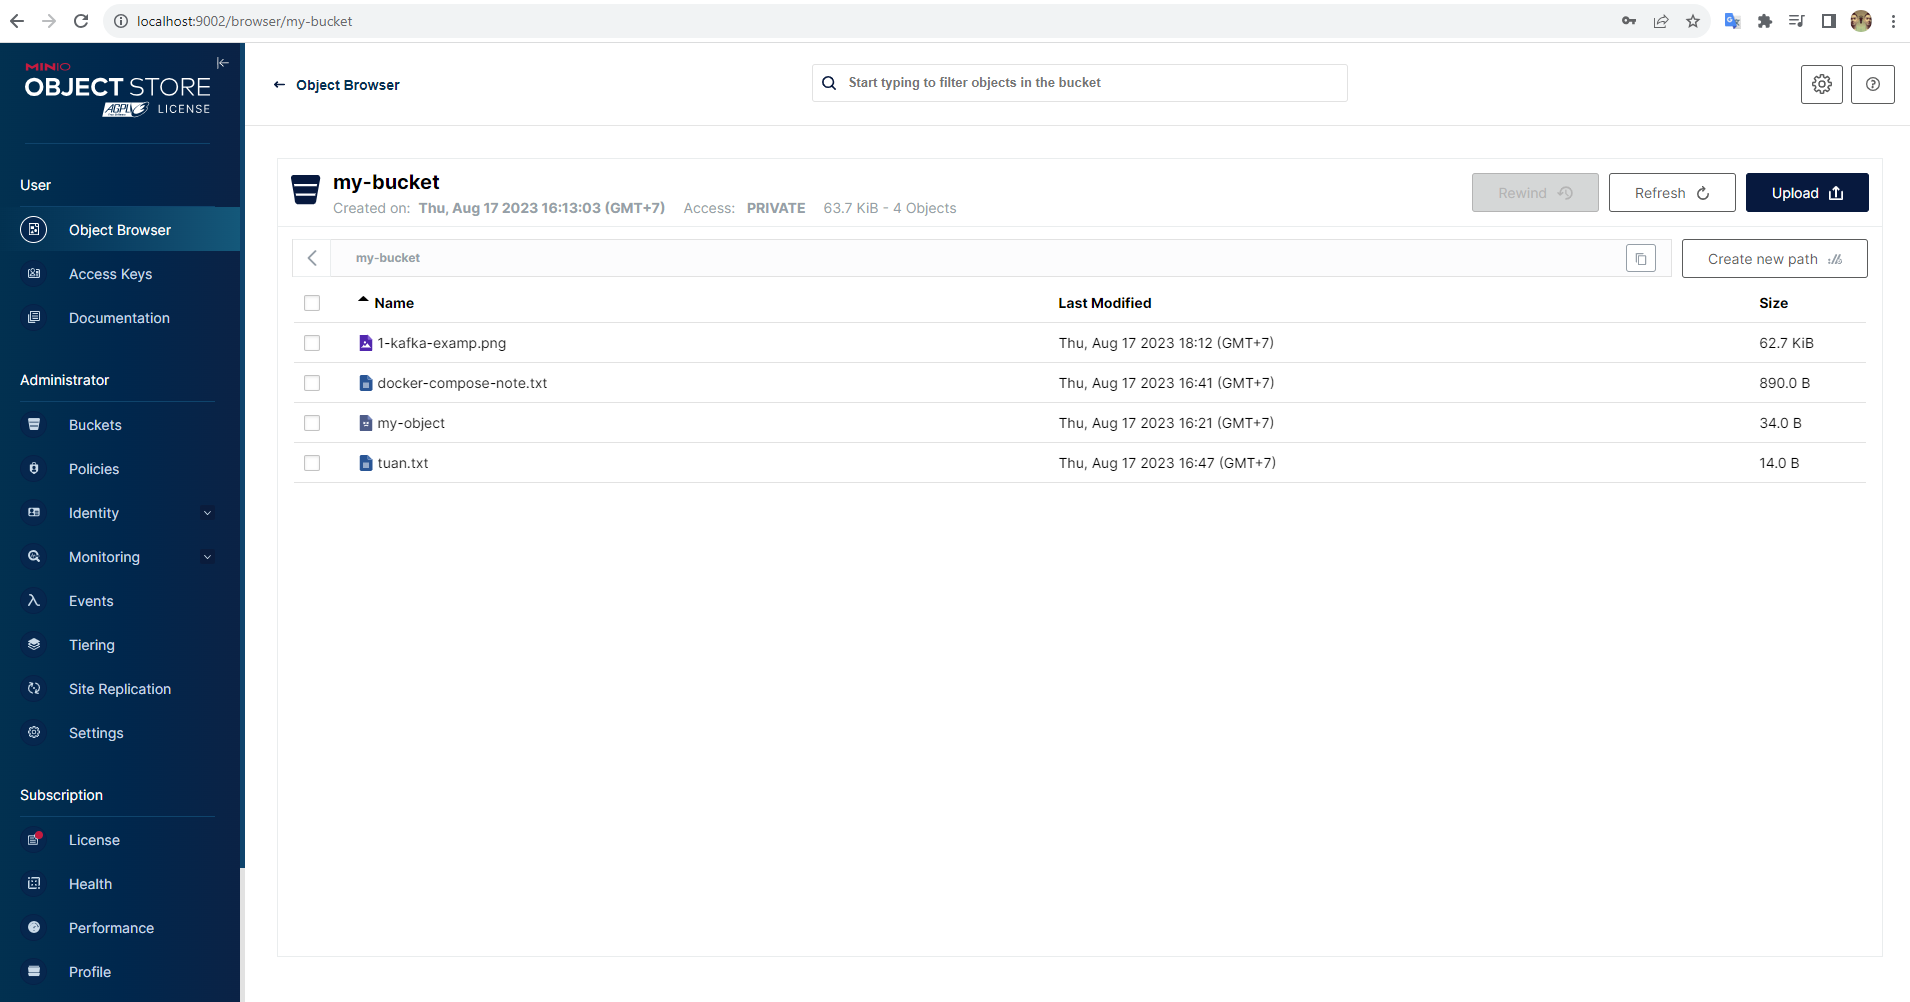 localhost:9002/browser/my-bucket
MINIO
OBJECT STORE
AGPL v3 LICENSE
User
Object Browser
Access Keys
Documentation
Administrator
Buckets
Policies
Identity
Monitoring
Events
Tiering
Site Replication
Settings
Subscription
License
Health
Performance
Profile
Object Browser
Start typing to filter objects in the bucket
my-bucket
Created on: Thu, Aug 17 2023 16:13:03 (GMT+7) Access: PRIVATE 63.7 KiB - 4 Objects
Rewind
Refresh
Upload
my-bucket
Create new path
Name Last Modified Size
1-kafka-examp.png Thu, Aug 17 2023 18:12 (GMT+7) 62.7 KiB
docker-compose-note.txt Thu, Aug 17 2023 16:41 (GMT+7) 890.0 B
my-object Thu, Aug 17 2023 16:21 (GMT+7) 34.0 B
tuan.txt Thu, Aug 17 2023 16:47 (GMT+7) 14.0 B